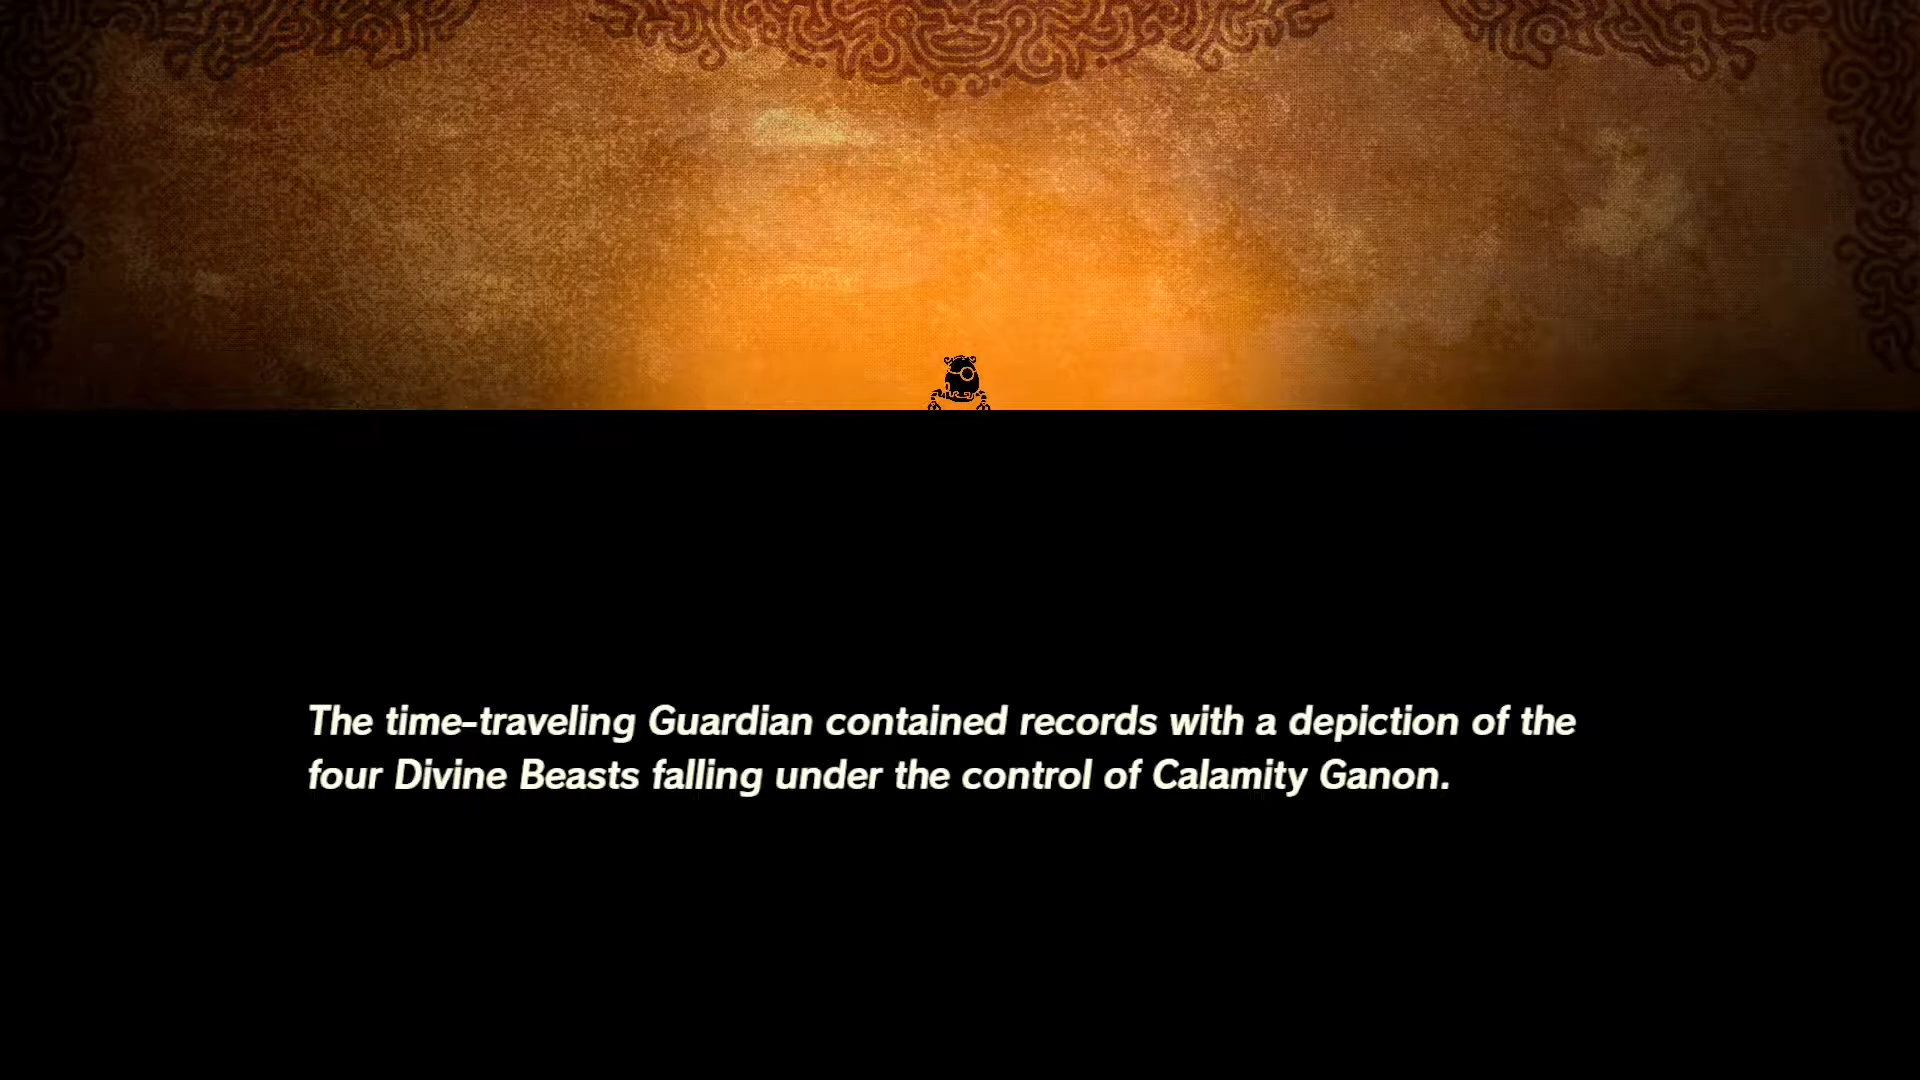 The time-traveling Guardian contained records with a depiction of the
four Divine Beasts falling under the control of Calamity Ganon.